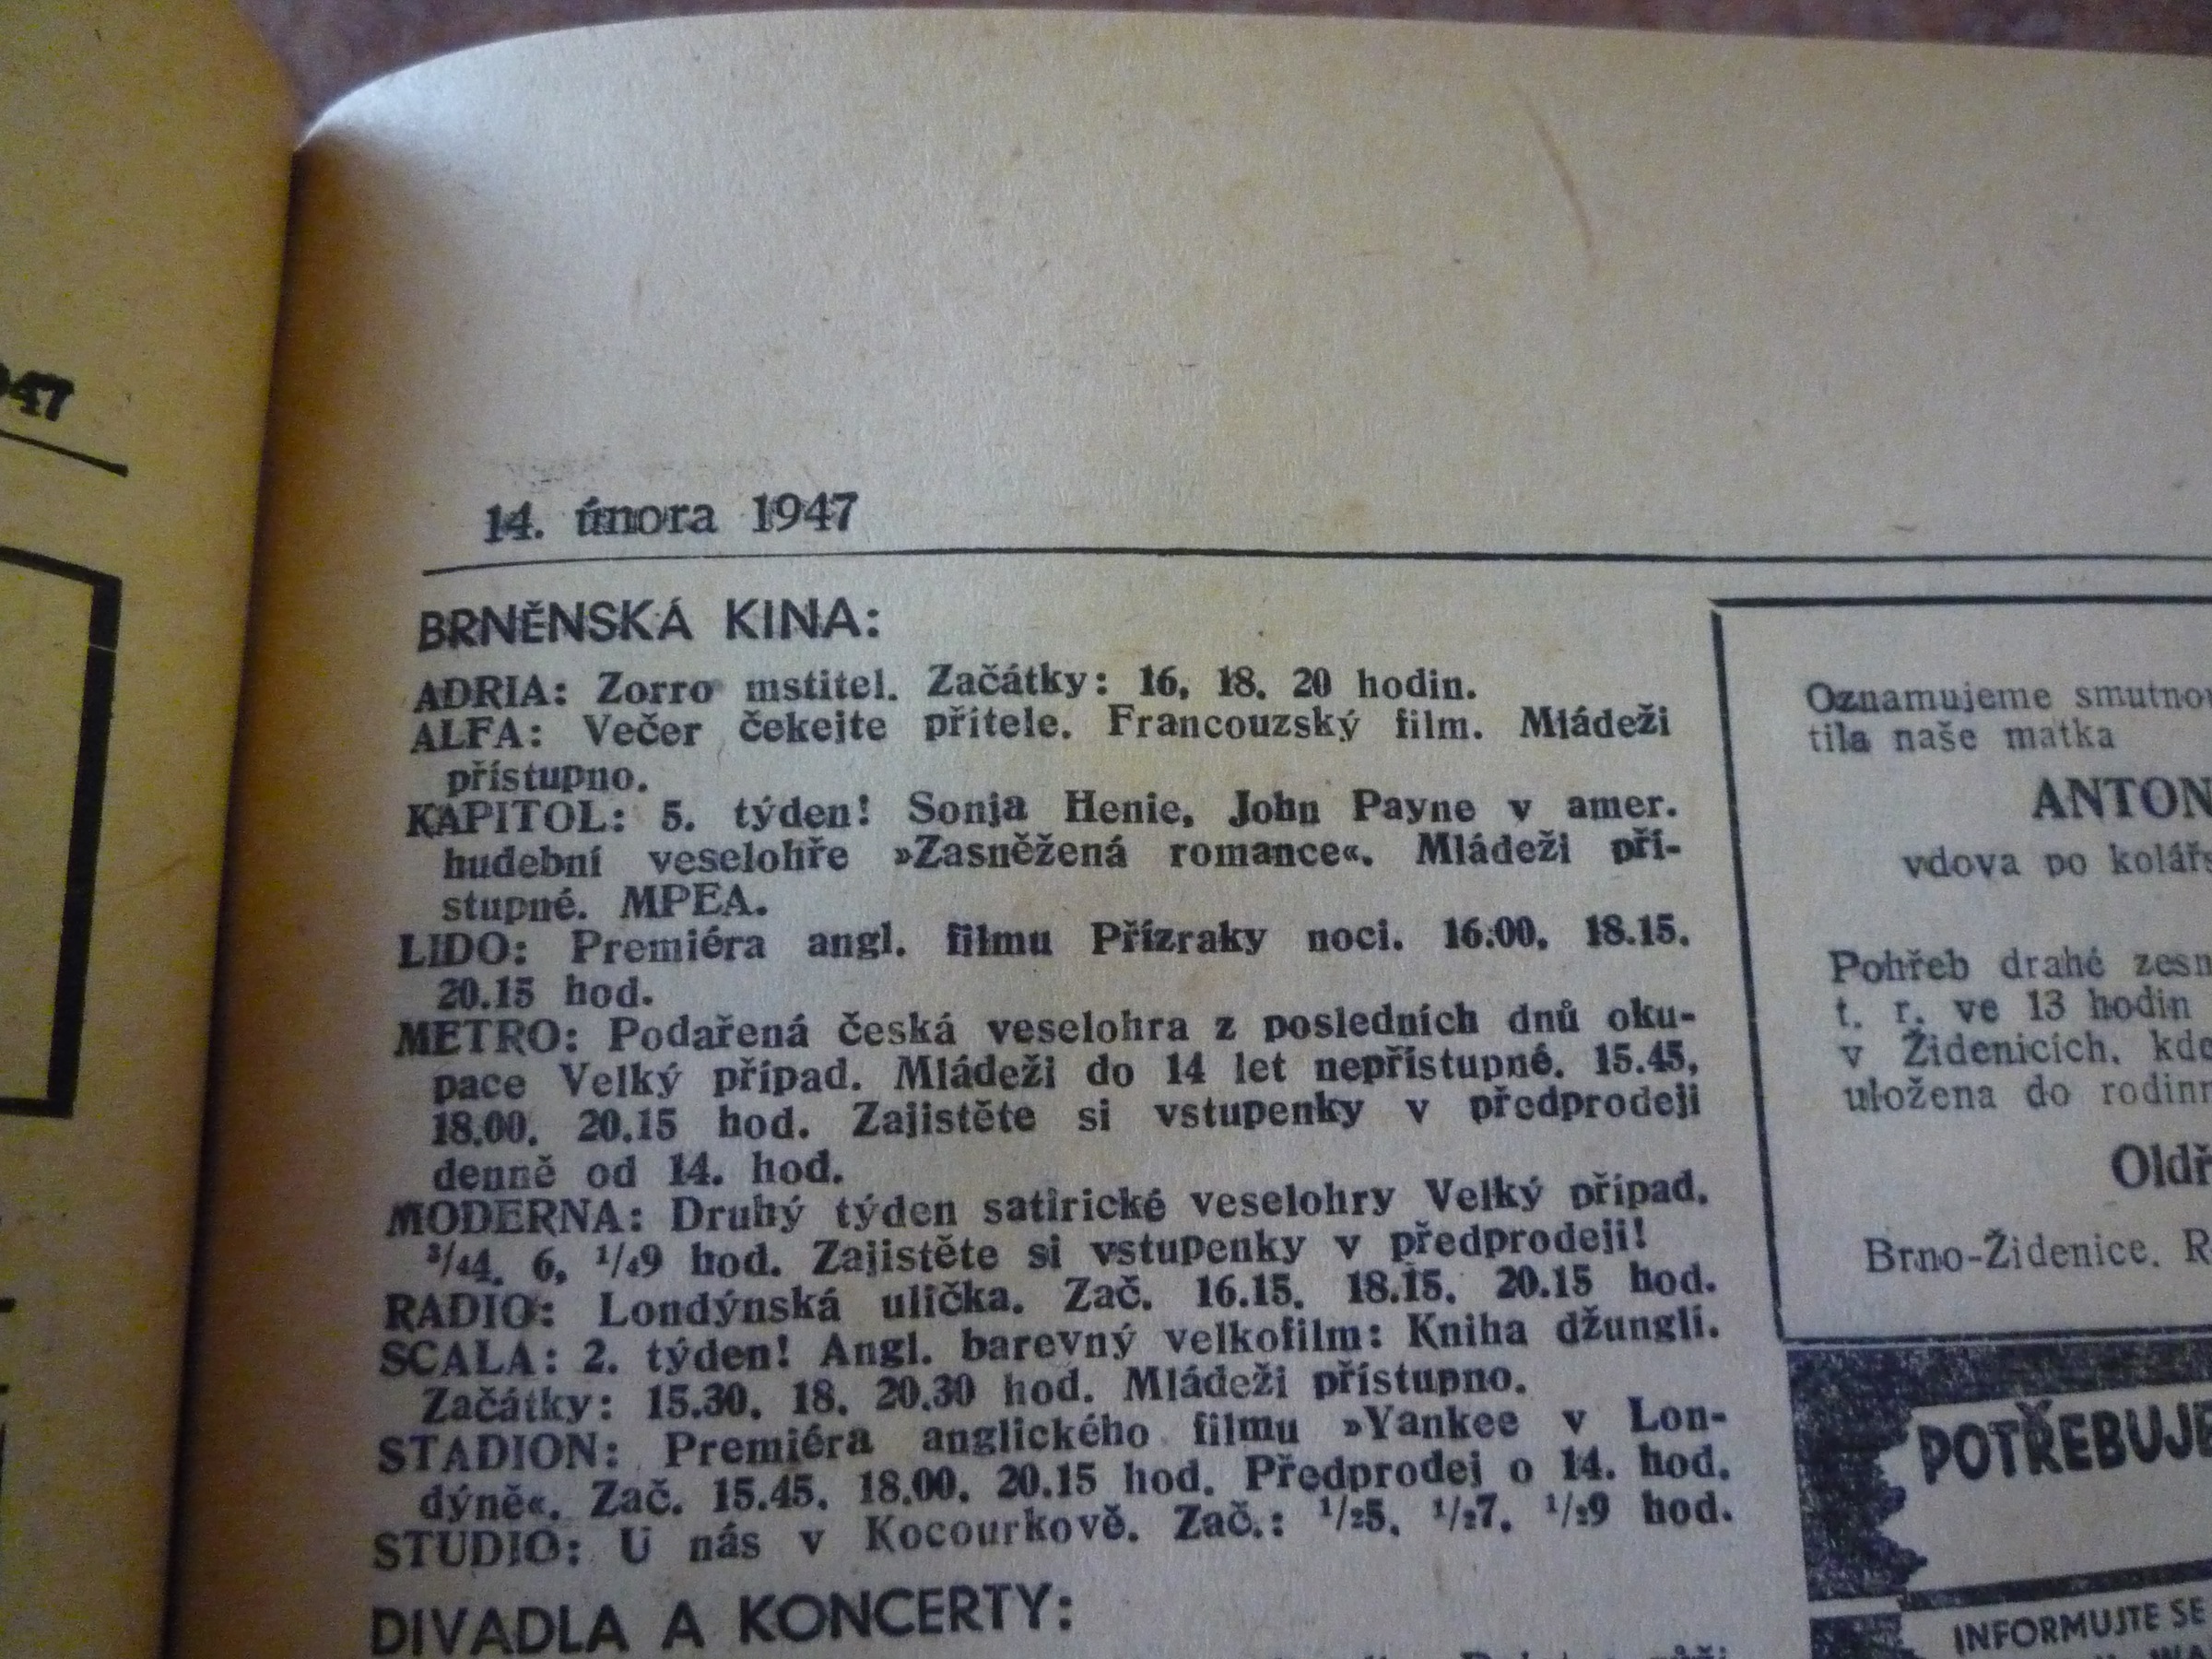 947
14. února 1947
BRNĚNSKÁ KINA:
ADRIA: Zorro mstitel. Začátky: 16, 18, 20 hodin.
ALFA: Večer čekejte přítele. Francouzský film. Mládeži
přístupno.
KAPITOL: 5. týden! Sonja Henie, John Payne v amer.
hudební veselohře »Zasněžená romance«. Mládeži pří-
stupné. MPEA.
LIDO: Premiéra angl. filmu Přízraky noci. 16.00, 18.15,
20.15 hod.
METRO: Podařená česká veselohra z posledních dnů oku-
pace Velký případ. Mládeži do 14 let nepřístupné. 15.45,
18.00, 20.15 hod. Zajistěte si vstupenky v předprodeji
denně od 14. hod.
MODERNA: Druhý týden satirické veselohry Velký případ.
3/44, 6, 1/49 hod. Zajistěte si vstupenky v předprodeji!
RADIO: Londýnská ulička. Zač. 16.15, 18.15, 20.15 hod.
SCALA: 2. týden! Angl. barevný velkofilm: Kniha džunglí.
Začátky: 15.30, 18, 20.30 hod. Mládeži přístupno.
STADION: Premiéra anglického filmu »Yankee v Lon-
dýně«. Zač. 15.45, 18.00, 20.15 hod. Předprodej o 14. hod.
STUDIO: U nás v Kocourkově. Zač.: 1/25, 1/27, 1/29 hod.
DIVADLA A KONCERTY:
Oznamujeme smutnou
tila naše matka
ANTON
vdova po kolářs
Pohřeb drahé zesn
t. r. ve 13 hodin
v Židenicích, kde
uložena do rodinn
Oldř
Brno-Židenice, R
POTŘEBUJE
INFORMUJTE SE